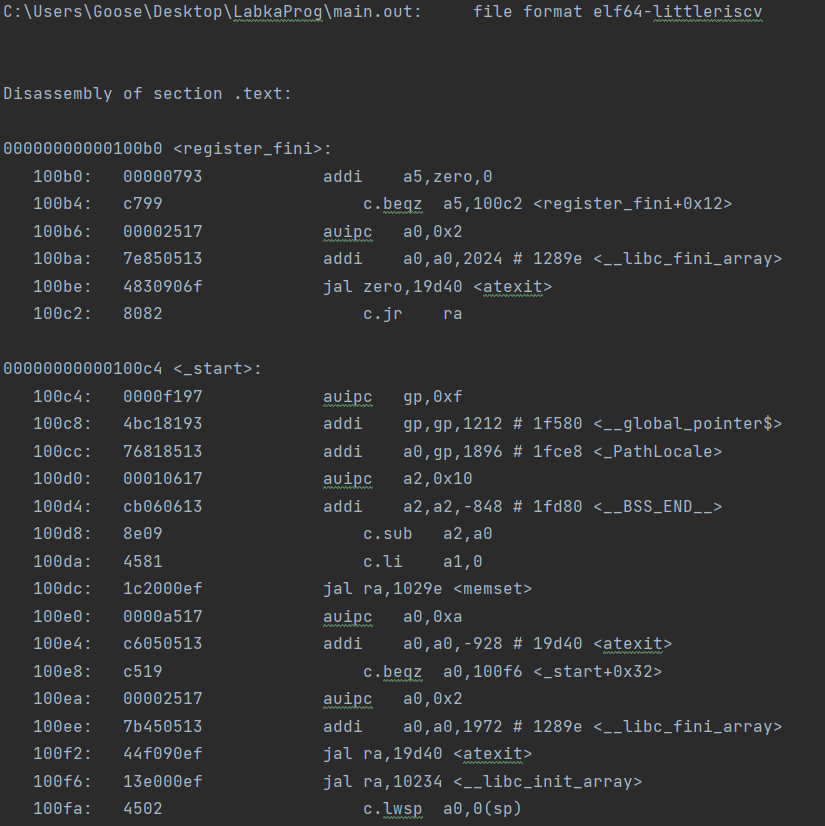 C:\Users\Goose\Desktop\LabkaProg\main.out:     file format elf64-littleriscv
Disassembly of section .text:
00000000000100b0 <register_fini>:
100b0:   00000793            addi    a5,zero,0
100b4:   c799                c.beqz  a5,100c2 <register_fini+0x12>
100b6:   00002517            auipc   a0,0x2
100ba:   7e850513            addi    a0,a0,2024 # 1289e <__libc_fini_array>
100be:   4830906f            jal zero,19d40 <atexit>
100c2:   8082                c.jr    ra
00000000000100c4 <_start>:
100c4:   0000f197            auipc   gp,0xf
100c8:   4bc18193            addi    gp,gp,1212 # 1f580 <__global_pointer$>
100cc:   76818513            addi    a0,gp,1896 # 1fce8 <_PathLocale>
100d0:   00010617            auipc   a2,0x10
100d4:   cb060613            addi    a2,a2,-848 # 1fd80 <__BSS_END__>
100d8:   8e09                c.sub   a2,a0
100da:   4581                c.li    a1,0
100dc:   1c2000ef            jal ra,1029e <memset>
100e0:   0000a517            auipc   a0,0xa
100e4:   c6050513            addi    a0,a0,-928 # 19d40 <atexit>
100e8:   c519                c.beqz  a0,100f6 <_start+0x32>
100ea:   00002517            auipc   a0,0x2
100ee:   7b450513            addi    a0,a0,1972 # 1289e <__libc_fini_array>
100f2:   44f090ef            jal ra,19d40 <atexit>
100f6:   13e000ef            jal ra,10234 <__libc_init_array>
100fa:   4502                c.lwsp  a0,0(sp)